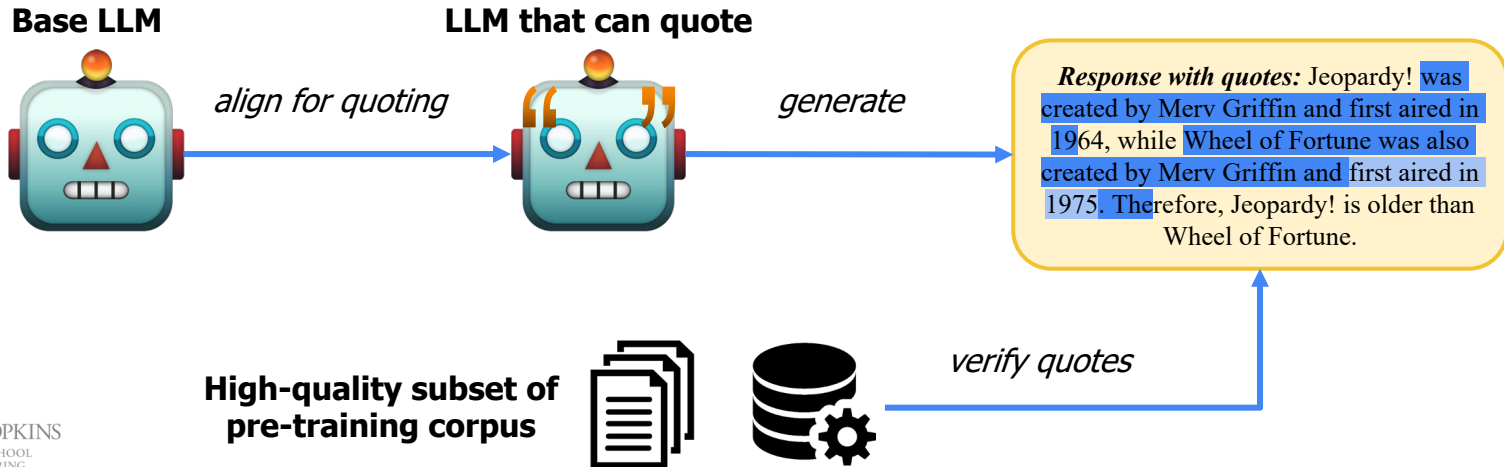 Base LLM
LLM that can quote
align for quoting
“ ”
generate
Response with quotes: Jeopardy! was
created by Merv Griffin and first aired in
1964, while Wheel of Fortune was also
created by Merv Griffin and first aired in
1975. Therefore, Jeopardy! is older than
Wheel of Fortune.
High-quality subset of
pre-training corpus
verify quotes